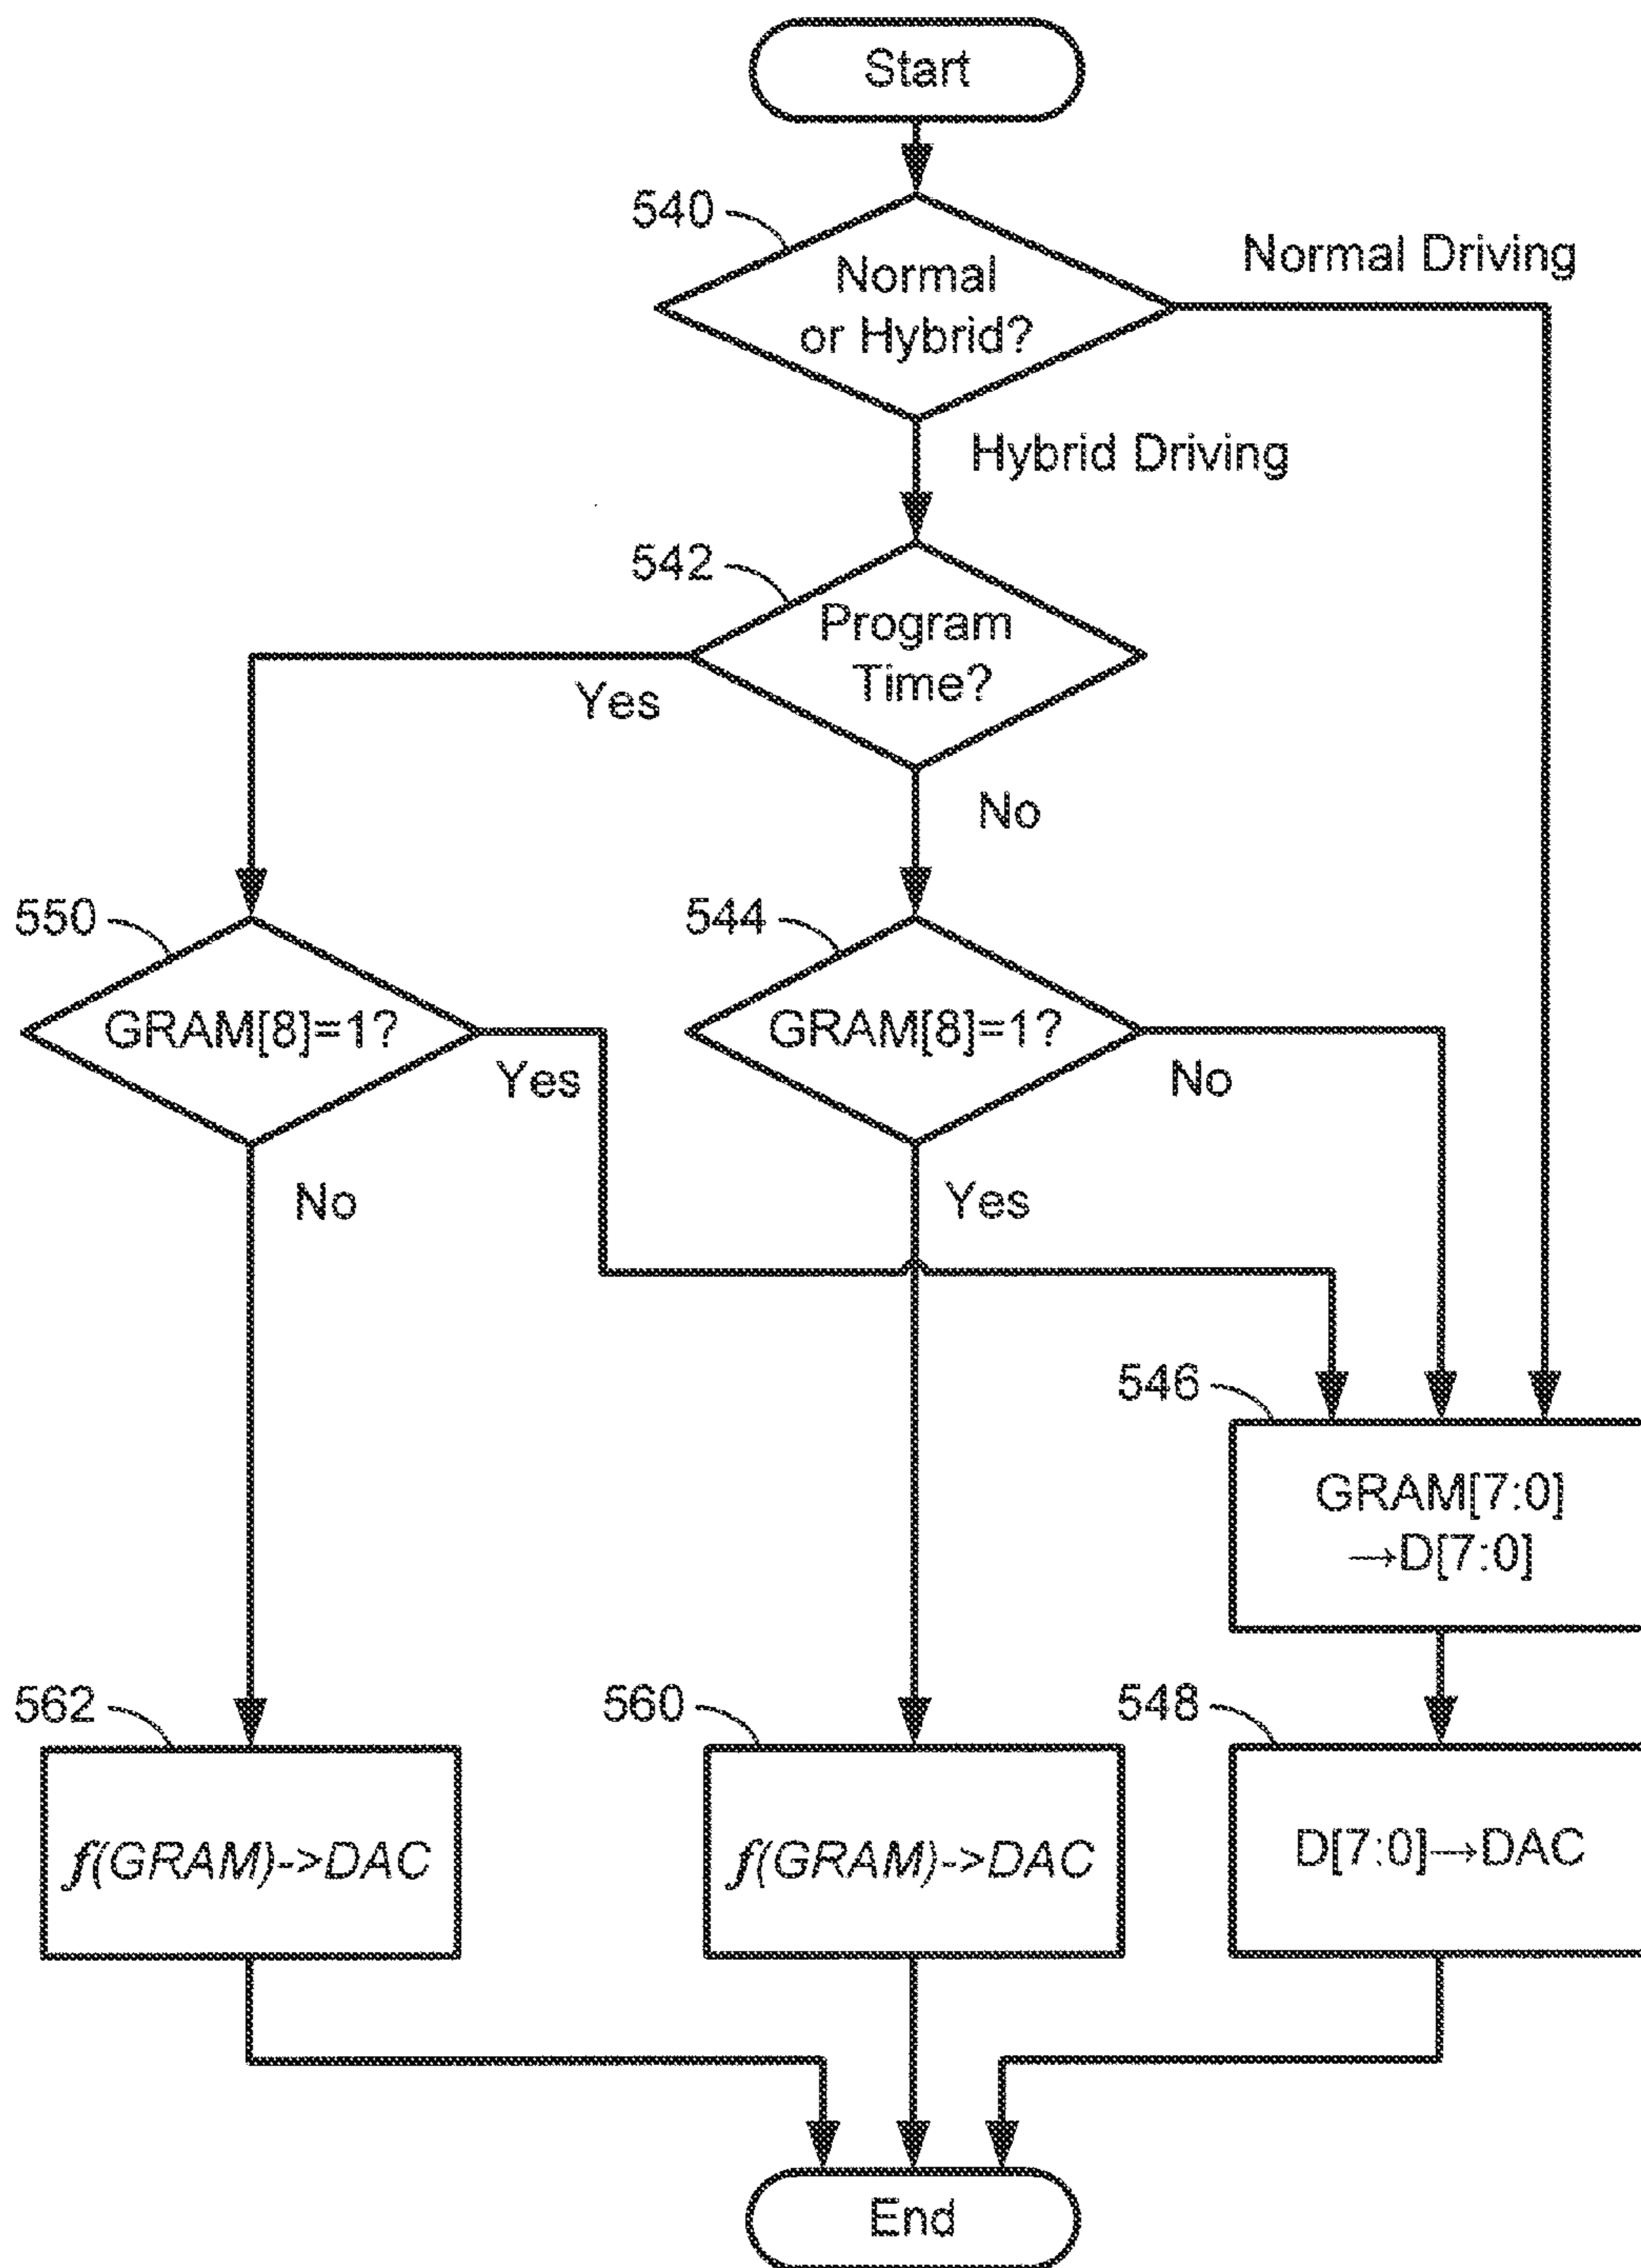 Start
540
Normal
or Hybrid?
Normal Driving
Hybrid Driving
542
Program
Time?
Yes
No
550
GRAM[8]=1?
Yes
No
544
GRAM[8]=1?
No
Yes
546
GRAM[7:0]
→D[7:0]
562
f(GRAM)->DAC
560
f(GRAM)->DAC
548
D[7:0]→DAC
End